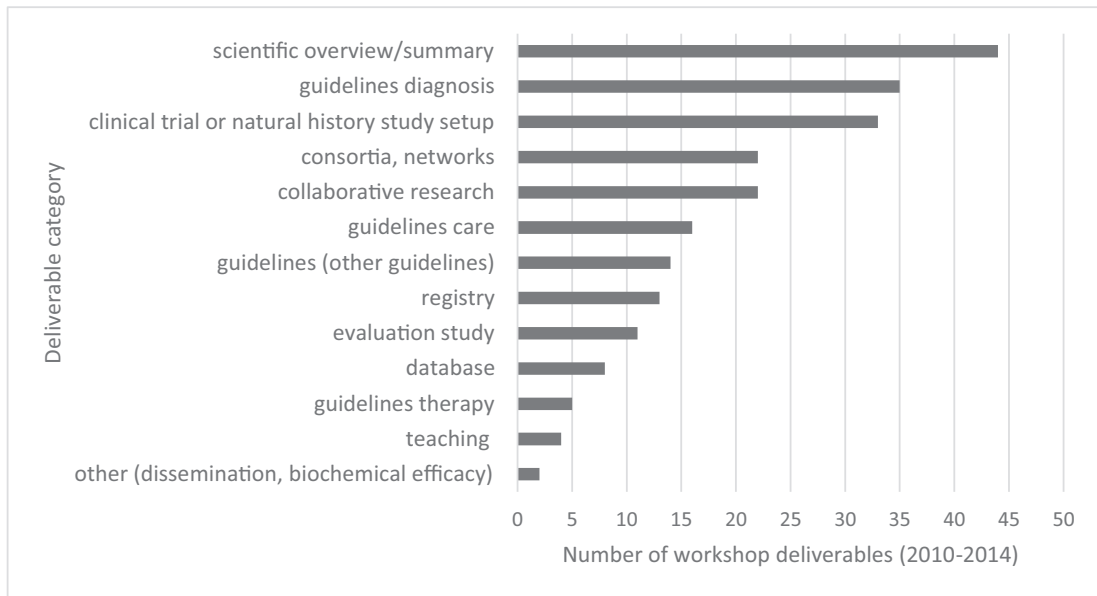 scientific overview/summary
guidelines diagnosis
clinical trial or natural history study setup
consortia, networks
collaborative research
guidelines care
guidelines (other guidelines)
registry
evaluation study
database
guidelines therapy
teaching
other (dissemination, biochemical efficacy)
Deliverable category
0 5 10 15 20 25 30 35 40 45 50
Number of workshop deliverables (2010-2014)